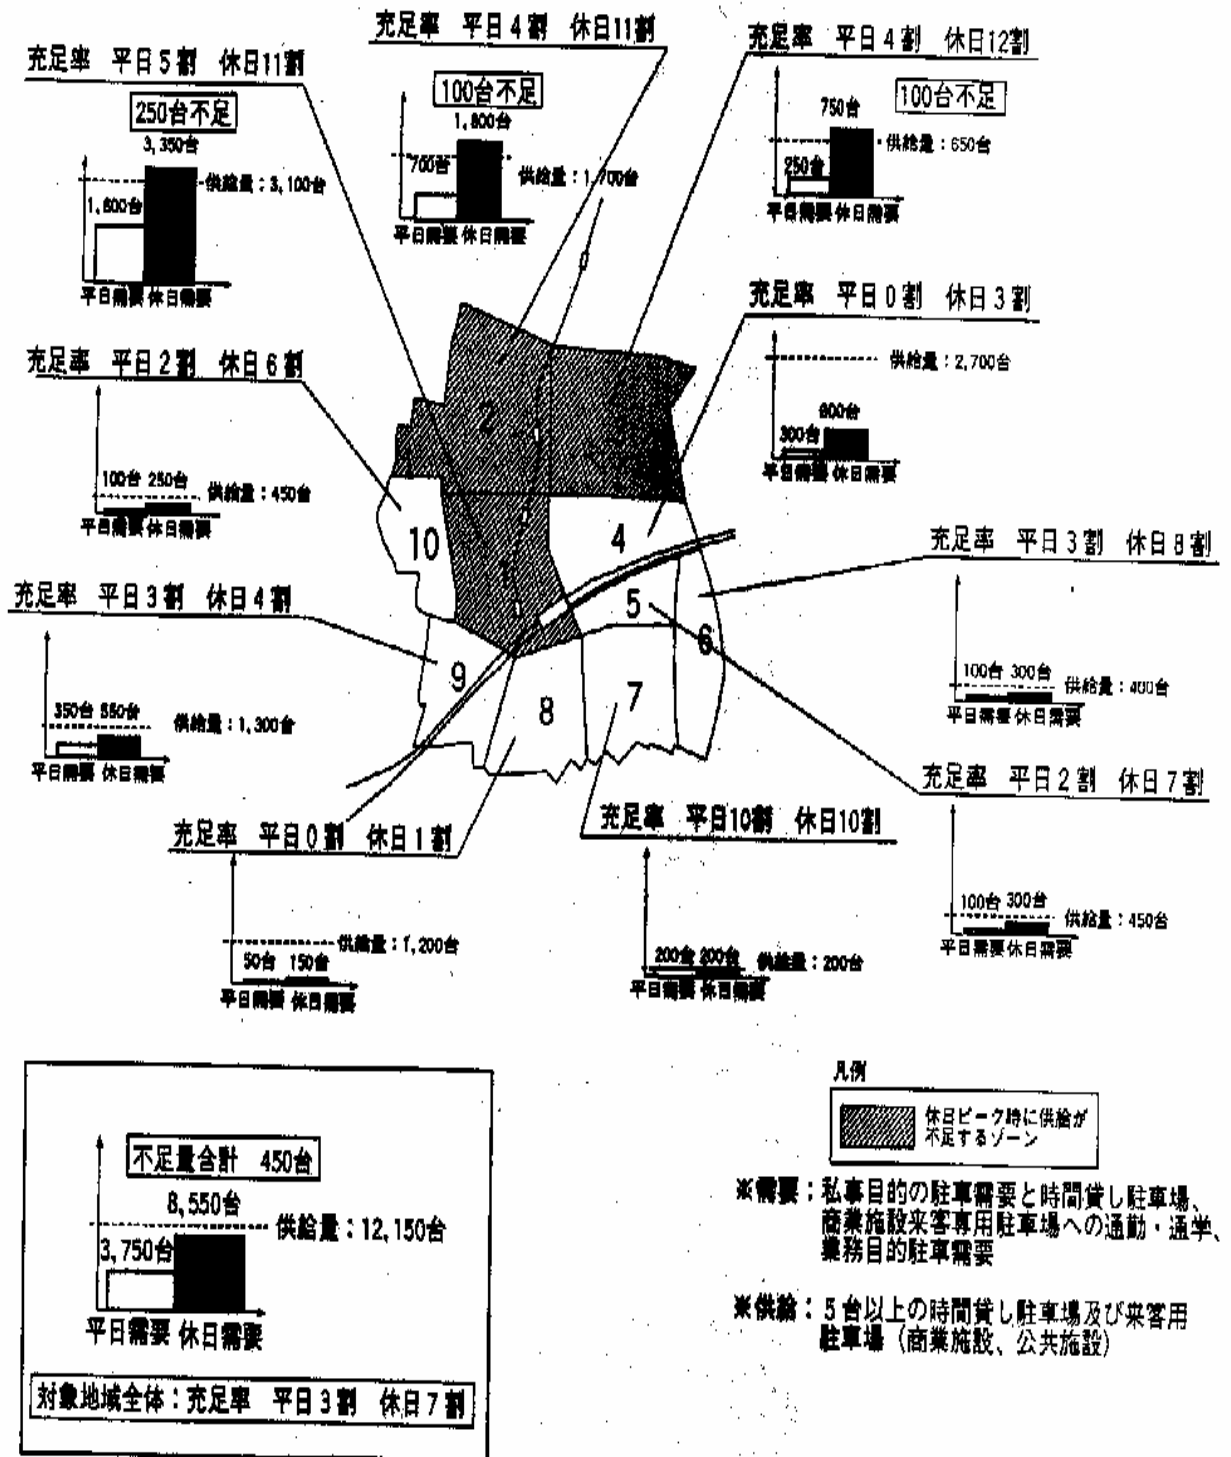 充足率 平日5割 休日11割
250台不足
3,350台
供給量：3,100台
1,600台
平日需要 休日需要
充足率 平日4割 休日11割
100台不足
1,800台
700台
供給量：1,700台
平日需要 休日需要
充足率 平日4割 休日12割
100台不足
750台
供給量：650台
250台
平日需要 休日需要
充足率 平日0割 休日3割
供給量：2,700台
800台
300台
平日需要 休日需要
充足率 平日2割 休日6割
100台 250台
供給量：450台
平日需要 休日需要
2
10
4
5
6
1
9
8
7
充足率 平日3割 休日8割
100台 300台
供給量：400台
平日需要 休日需要
充足率 平日3割 休日4割
350台 550台
供給量：1,300台
平日需要 休日需要
充足率 平日2割 休日7割
100台 300台
供給量：450台
平日需要 休日需要
充足率 平日0割 休日1割
供給量：1,200台
50台 150台
平日需要 休日需要
充足率 平日10割 休日10割
200台 200台
供給量：200台
平日需要 休日需要
不足量合計 450台
8,550台
供給量：12,150台
3,750台
平日需要 休日需要
対象地域全体：充足率 平日3割 休日7割
凡例
休日ピーク時に供給が
不足するゾーン
※需要：私事目的の駐車需要と時間貸し駐車場、
商業施設来客専用駐車場への通勤・通学、
業務目的駐車需要
※供給：5台以上の時間貸し駐車場及び来客用
駐車場（商業施設、公共施設）